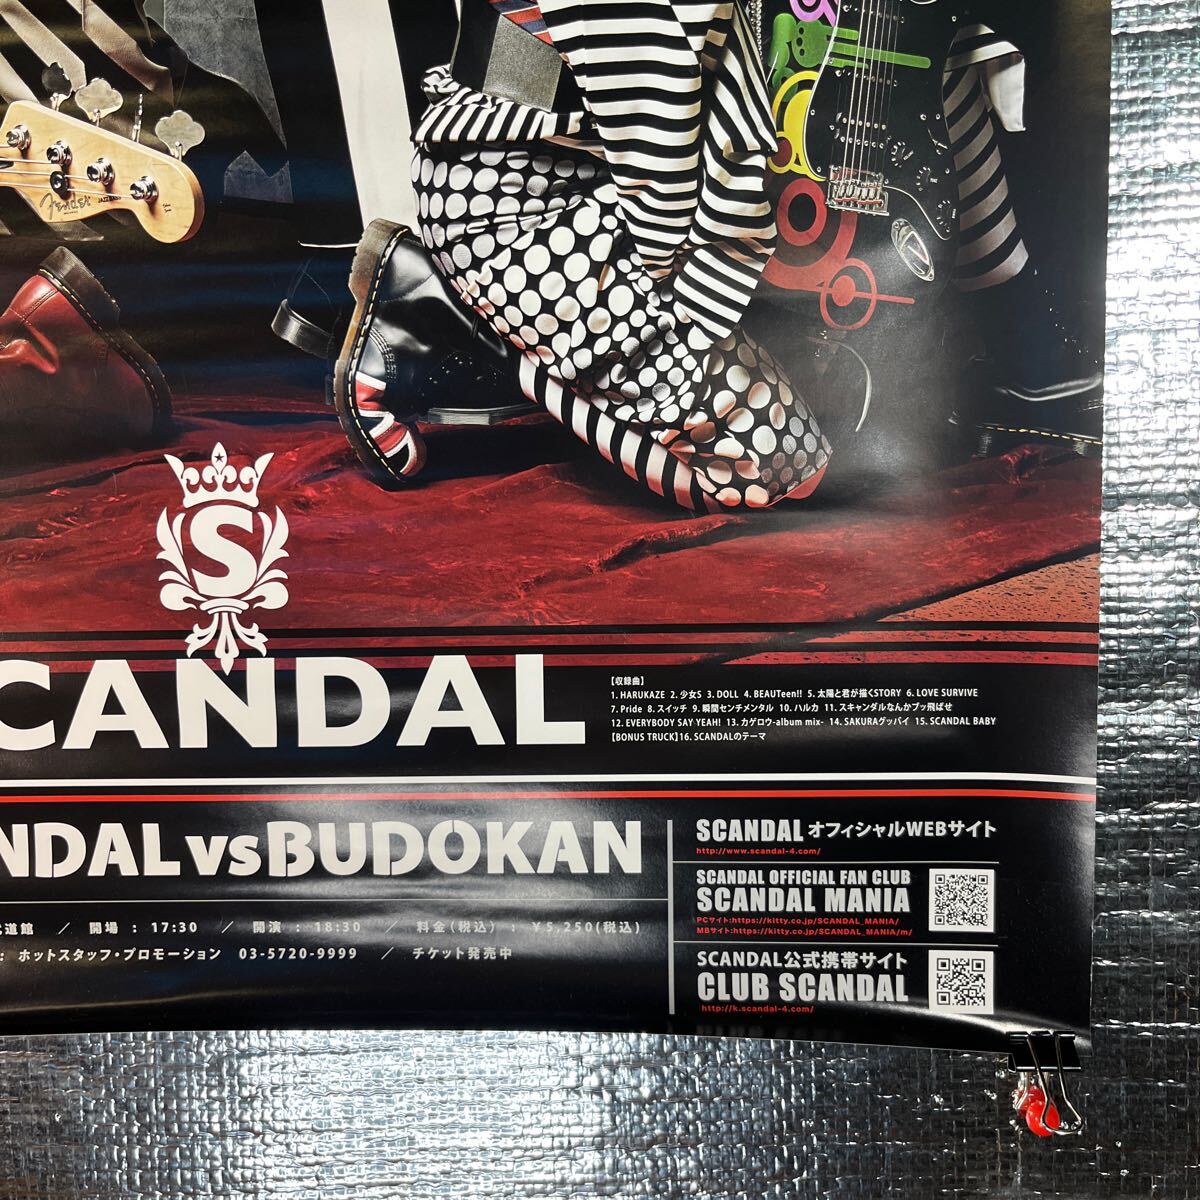 Fender
JAZZ BASS
S
CANDAL
【収録曲】
1. HARUKAZE 2. 少女S 3. DOLL 4. BEAUTeen!! 5. 太陽と君が描くSTORY 6. LOVE SURVIVE
7. Pride 8. スイッチ 9. 瞬間センチメンタル 10. ハルカ 11. スキャンダルなんかブッ飛ばせ
12. EVERYBODY SAY YEAH! 13. カゲロウ-album mix- 14. SAKURAグッバイ 15. SCANDAL BABY
【BONUS TRUCK】16. SCANDALのテーマ
NDAL vs BUDOKAN
道館 ／ 開場 : 17:30 ／ 開演 : 18:30 ／ 料金(税込) : ¥5,250(税込)
: ホットスタッフ・プロモーション 03-5720-9999 ／ チケット発売中
SCANDAL オフィシャルWEBサイト
http://www.scandal-4.com/
SCANDAL OFFICIAL FAN CLUB
SCANDAL MANIA
PCサイト:https://kitty.co.jp/SCANDAL_MANIA/
MBサイト:https://kitty.co.jp/SCANDAL_MANIA/m/
SCANDAL公式携帯サイト
CLUB SCANDAL
http://k.scandal-4.com/